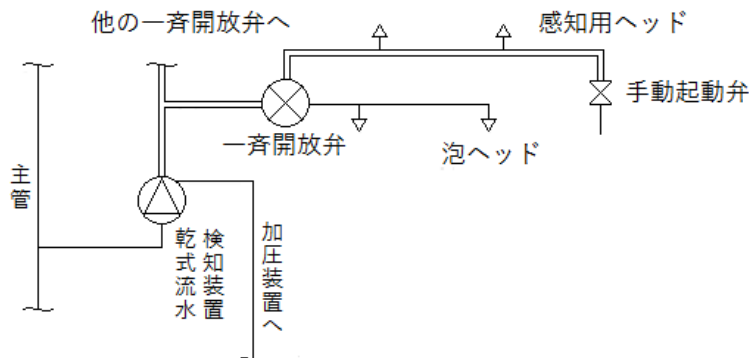 他の一斉開放弁へ
感知用ヘッド
手動起動弁
一斉開放弁
泡ヘッド
主管
乾式流水
検知装置
加圧装置へ